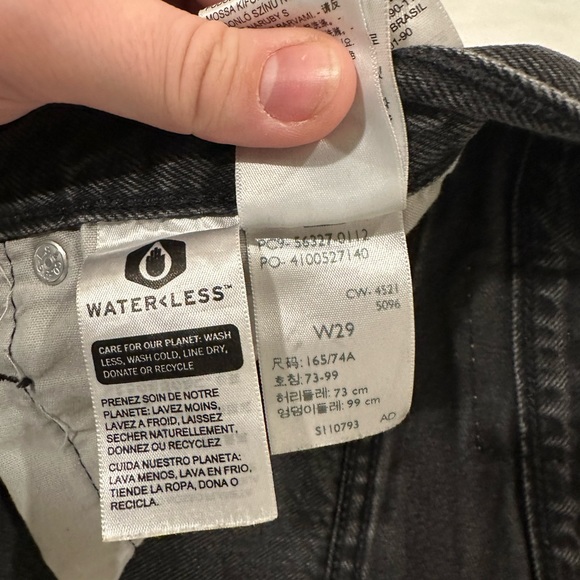 MOSSA KIFO
TONLÓ SZÍNŰ
BRASIL
PC9- 56327 0112
PO- 4100527140
CW- 4521
5096
W29
尺码: 165/74A
호칭: 73-99
허리둘레: 73 cm
엉덩이둘레: 99 cm
S110793
AD
WATER<LESS™
CARE FOR OUR PLANET: WASH
LESS, WASH COLD, LINE DRY,
DONATE OR RECYCLE
PRENEZ SOIN DE NOTRE
PLANETE: LAVEZ MOINS,
LAVEZ A FROID, LAISSEZ
SECHER NATURELLEMENT,
DONNEZ OU RECYCLEZ
CUIDA NUESTRO PLANETA:
LAVA MENOS, LAVA EN FRIO,
TIENDE LA ROPA, DONA O
RECICLA.